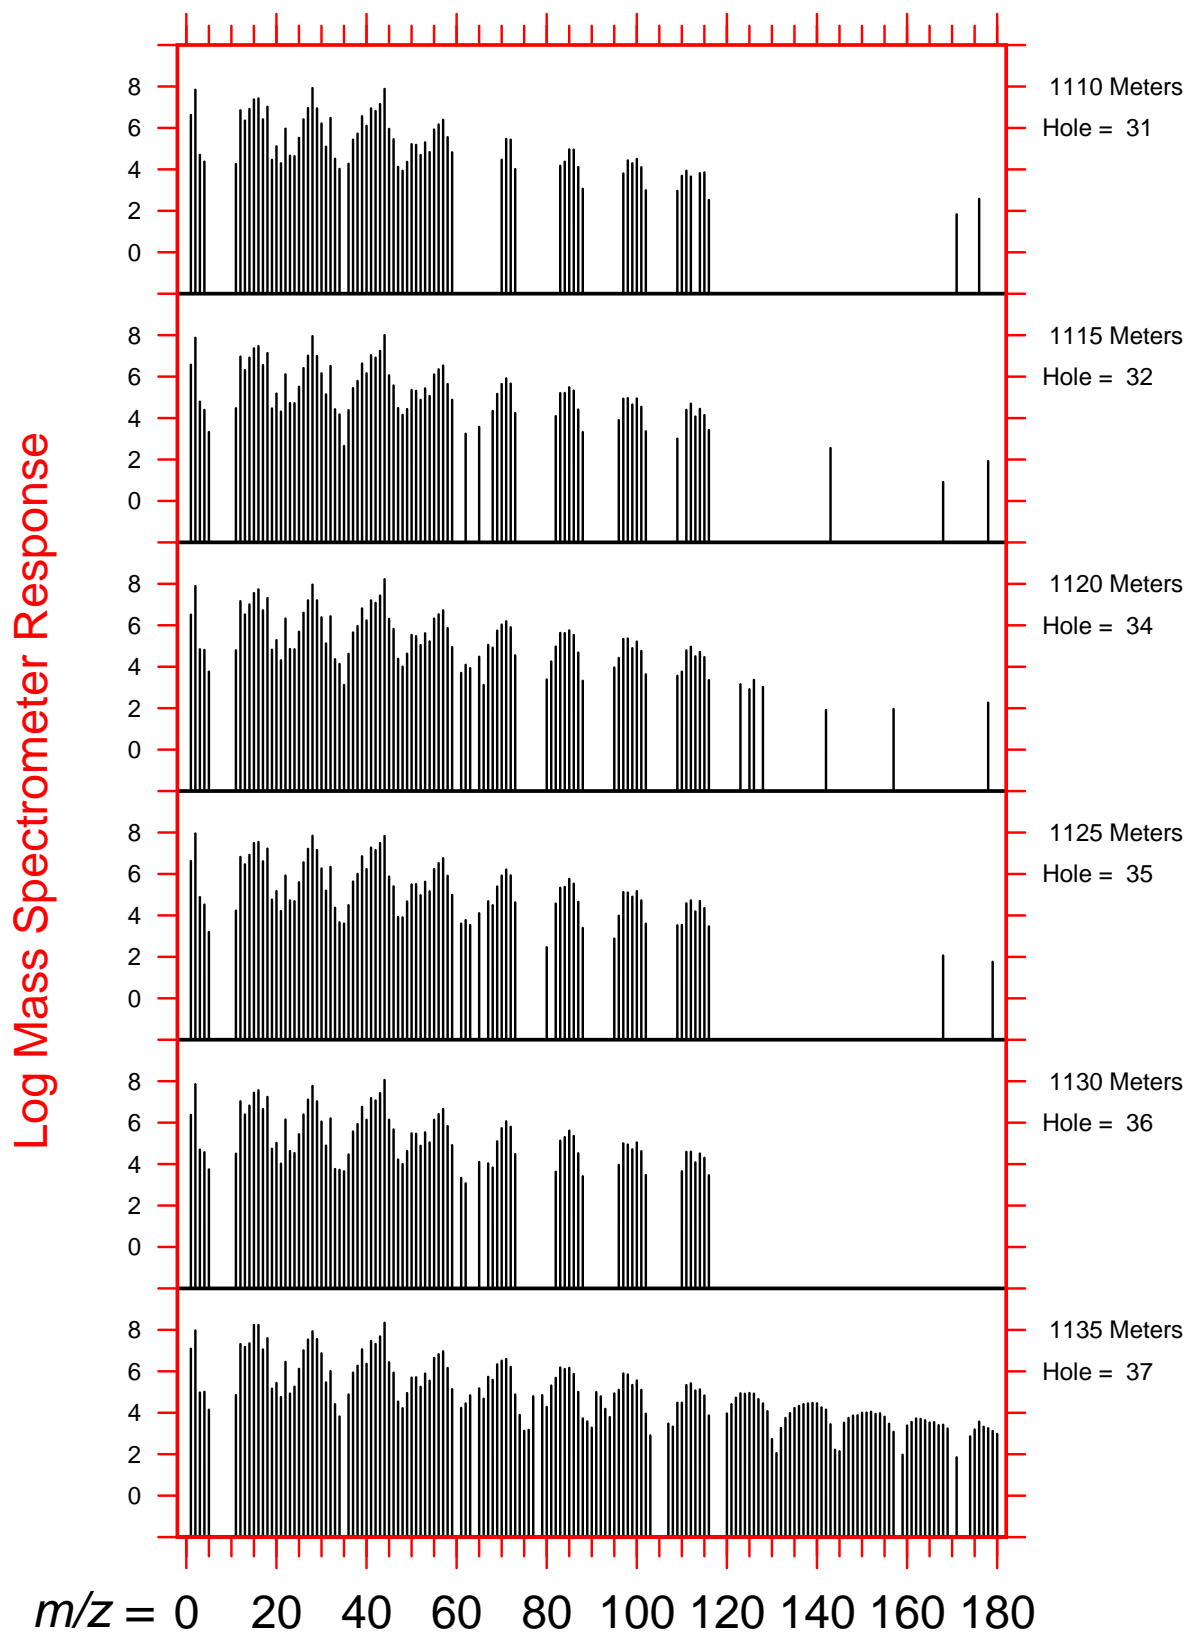 8
6
4
2
0
1110 Meters
Hole = 31
8
6
4
2
0
1115 Meters
Hole = 32
8
6
4
2
0
1120 Meters
Hole = 34
8
6
4
2
0
1125 Meters
Hole = 35
8
6
4
2
0
1130 Meters
Hole = 36
8
6
4
2
0
1135 Meters
Hole = 37
Log Mass Spectrometer Response
m/z = 0 20 40 60 80 100 120 140 160 180